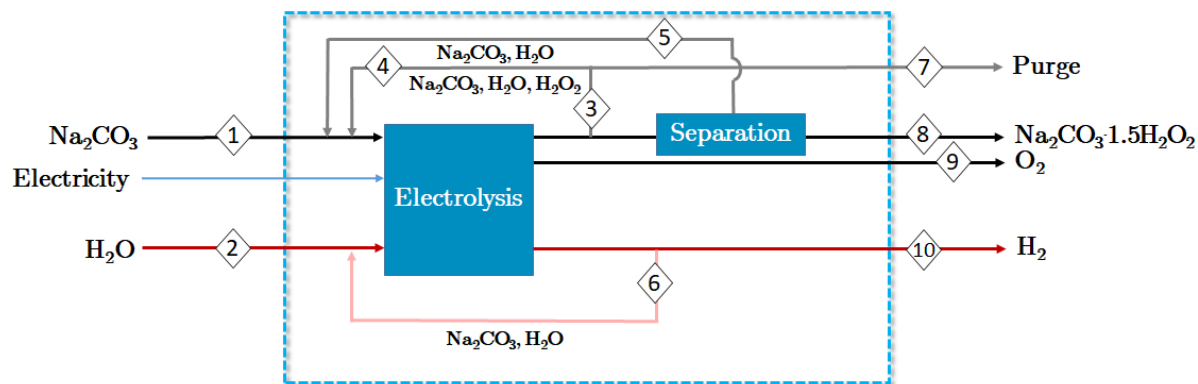 5
Na₂CO₃, H₂O
4
7
Purge
Na₂CO₃, H₂O, H₂O₂
3
Na₂CO₃
1
Separation
8
Na₂CO₃·1.5H₂O₂
9
O₂
Electricity
Electrolysis
H₂O
2
10
H₂
6
Na₂CO₃, H₂O